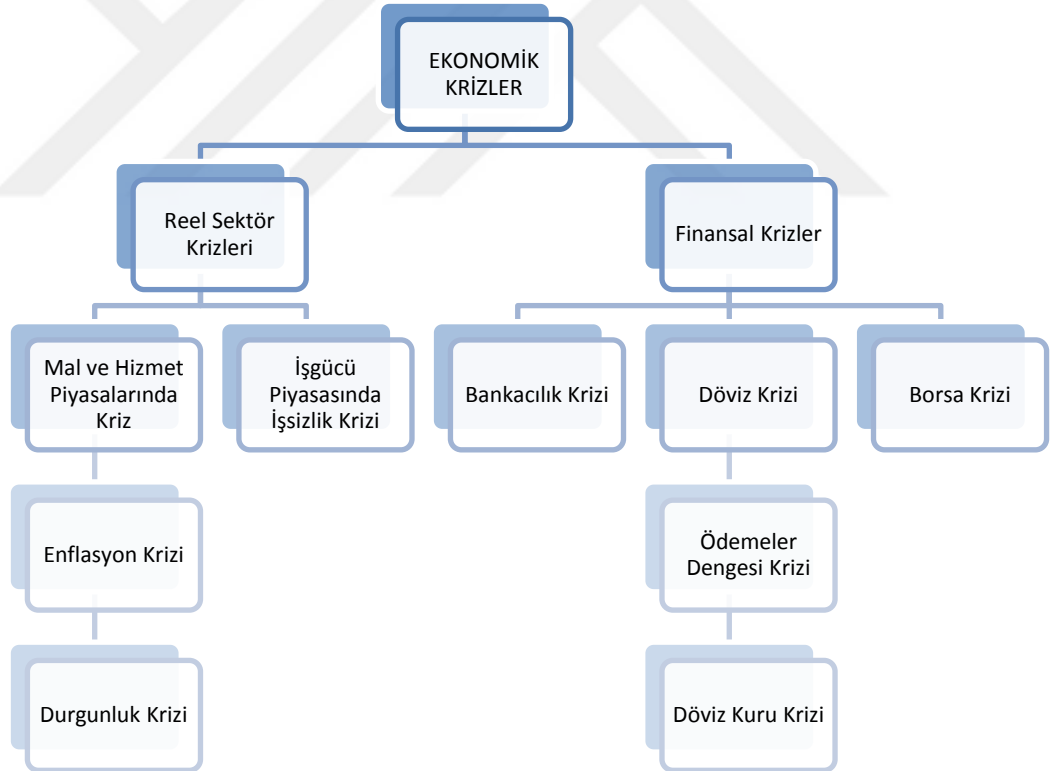 EKONOMİK
KRİZLER
Reel Sektör
Krizleri
Finansal Krizler
Mal ve Hizmet
Piyasalarında
Kriz
İşgücü
Piyasasında
İşsizlik Krizi
Bankacılık Krizi
Döviz Krizi
Borsa Krizi
Enflasyon Krizi
Ödemeler
Dengesi Krizi
Durgunluk Krizi
Döviz Kuru Krizi